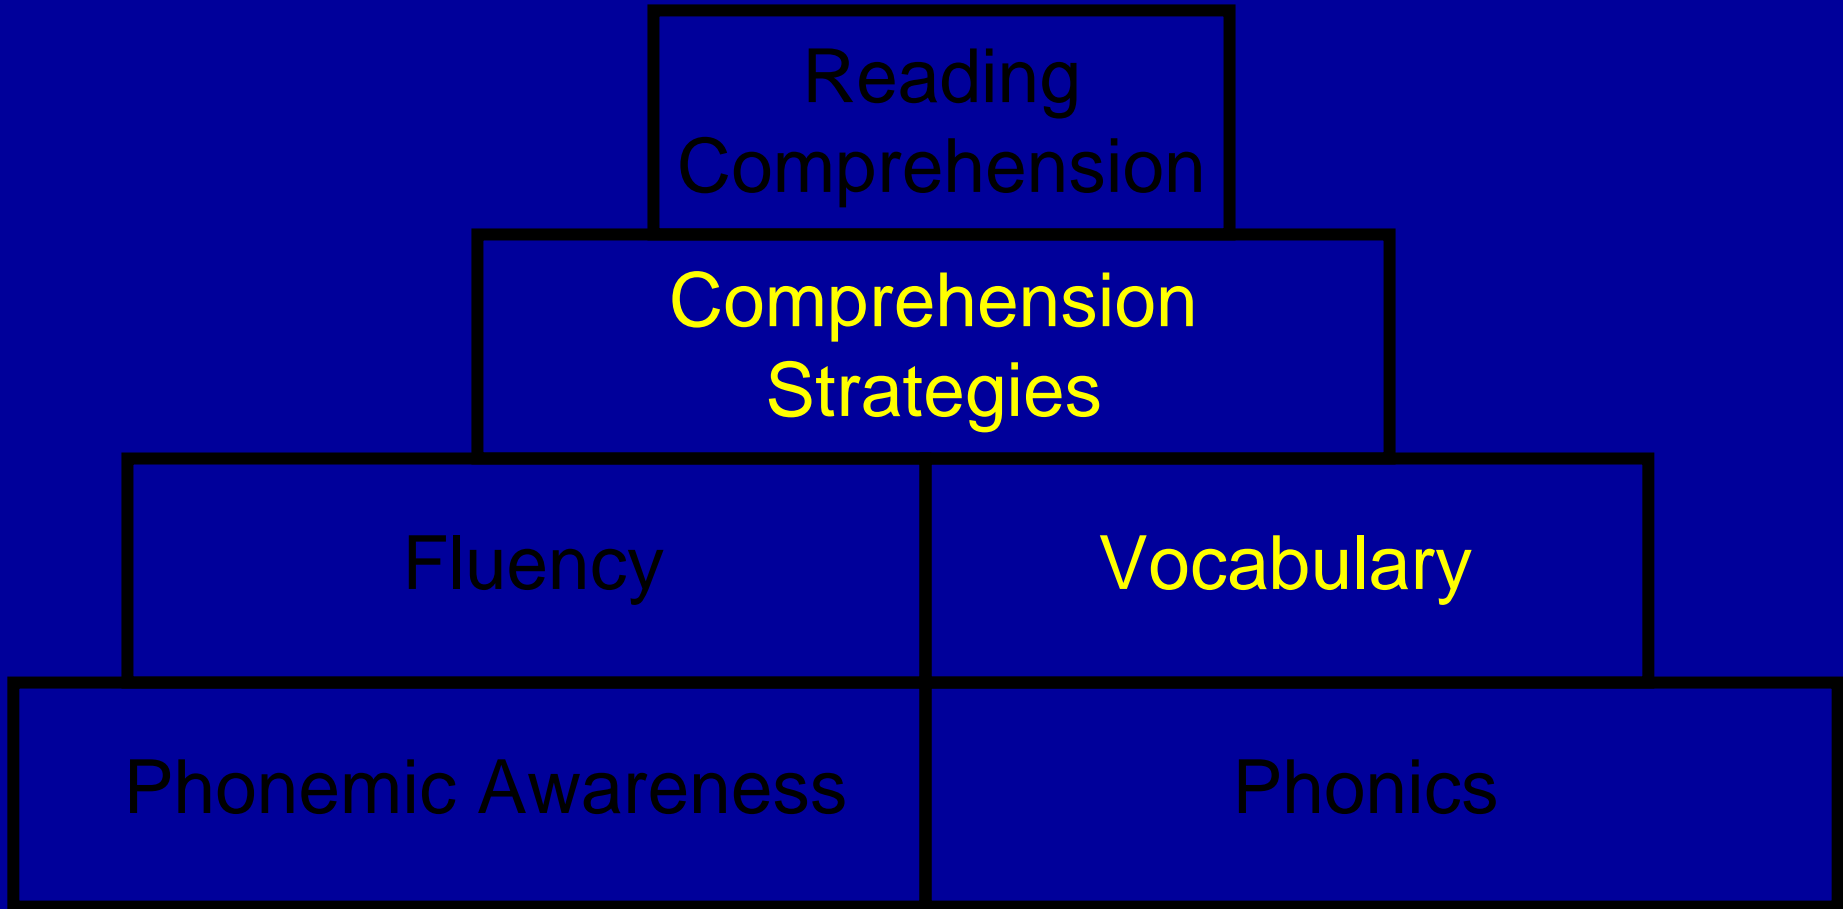 Reading
Comprehension
Comprehension
Strategies
Fluency
Vocabulary
Phonemic Awareness
Phonics